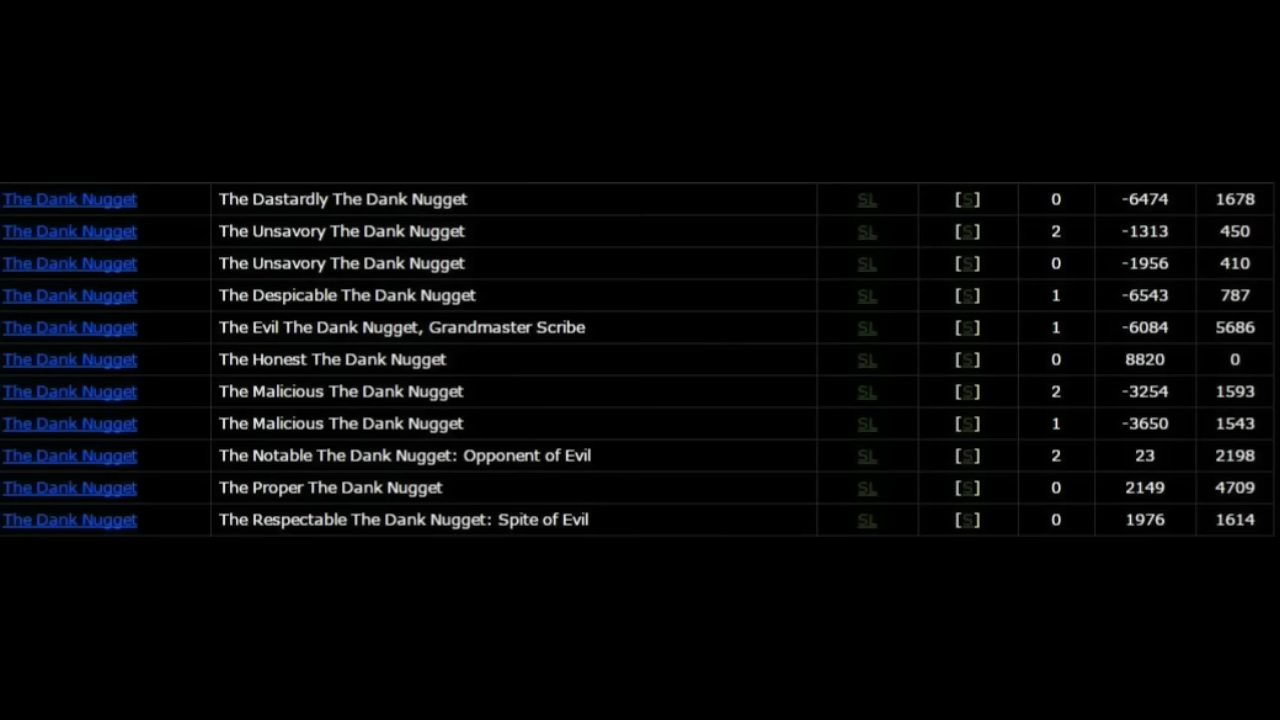 The Dank Nugget The Dastardly The Dank Nugget SL [S] 0 -6474 1678
The Dank Nugget The Unsavory The Dank Nugget SL [S] 2 -1313 450
The Dank Nugget The Unsavory The Dank Nugget SL [S] 0 -1956 410
The Dank Nugget The Despicable The Dank Nugget SL [S] 1 -6543 787
The Dank Nugget The Evil The Dank Nugget, Grandmaster Scribe SL [S] 1 -6084 5686
The Dank Nugget The Honest The Dank Nugget SL [S] 0 8820 0
The Dank Nugget The Malicious The Dank Nugget SL [S] 2 -3254 1593
The Dank Nugget The Malicious The Dank Nugget SL [S] 1 -3650 1543
The Dank Nugget The Notable The Dank Nugget: Opponent of Evil SL [S] 2 23 2198
The Dank Nugget The Proper The Dank Nugget SL [S] 0 2149 4709
The Dank Nugget The Respectable The Dank Nugget: Spite of Evil SL [S] 0 1976 1614